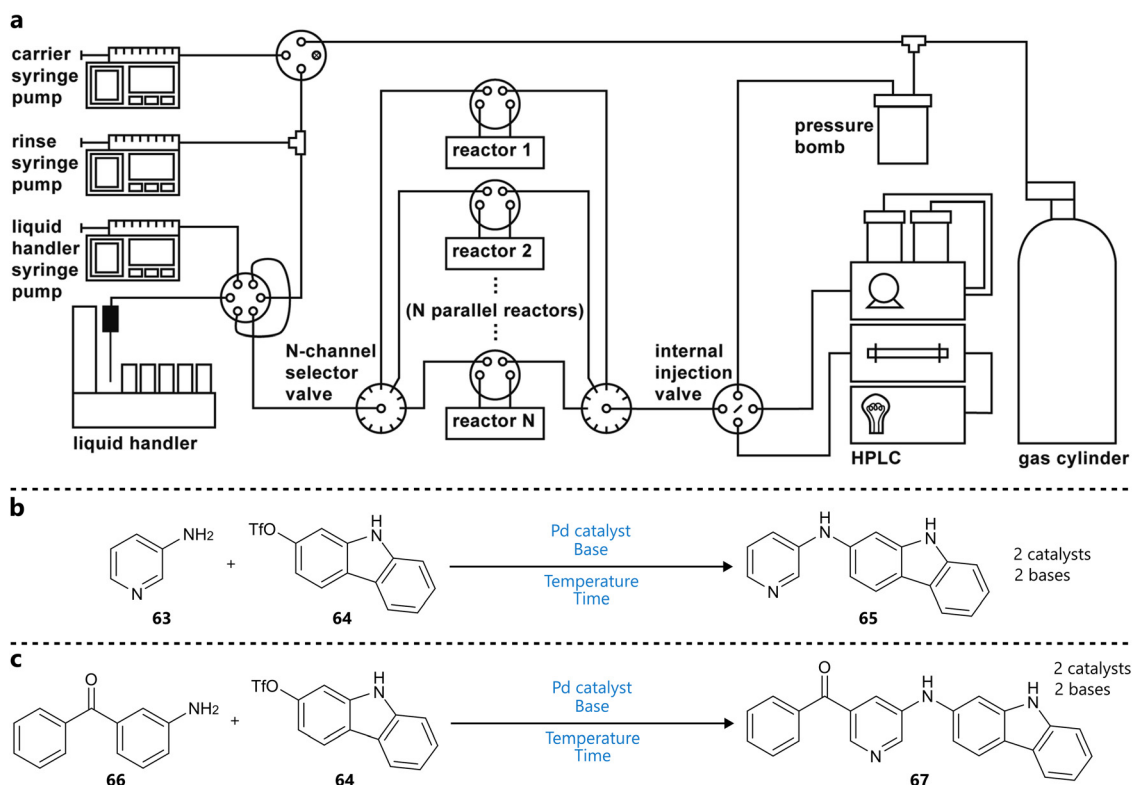 a
carrier
syringe
pump
rinse
syringe
pump
liquid
handler
syringe
pump
liquid handler
N-channel
selector
valve
reactor 1
reactor 2
(N parallel reactors)
reactor N
internal
injection
valve
pressure
bomb
HPLC
gas cylinder
b
NH2
N
63
+
TfO
H
N
64
Pd catalyst
Base
Temperature
Time
H
N
H
N
N
65
2 catalysts
2 bases
c
O
NH2
66
+
TfO
H
N
64
Pd catalyst
Base
Temperature
Time
O
H
N
H
N
N
67
2 catalysts
2 bases